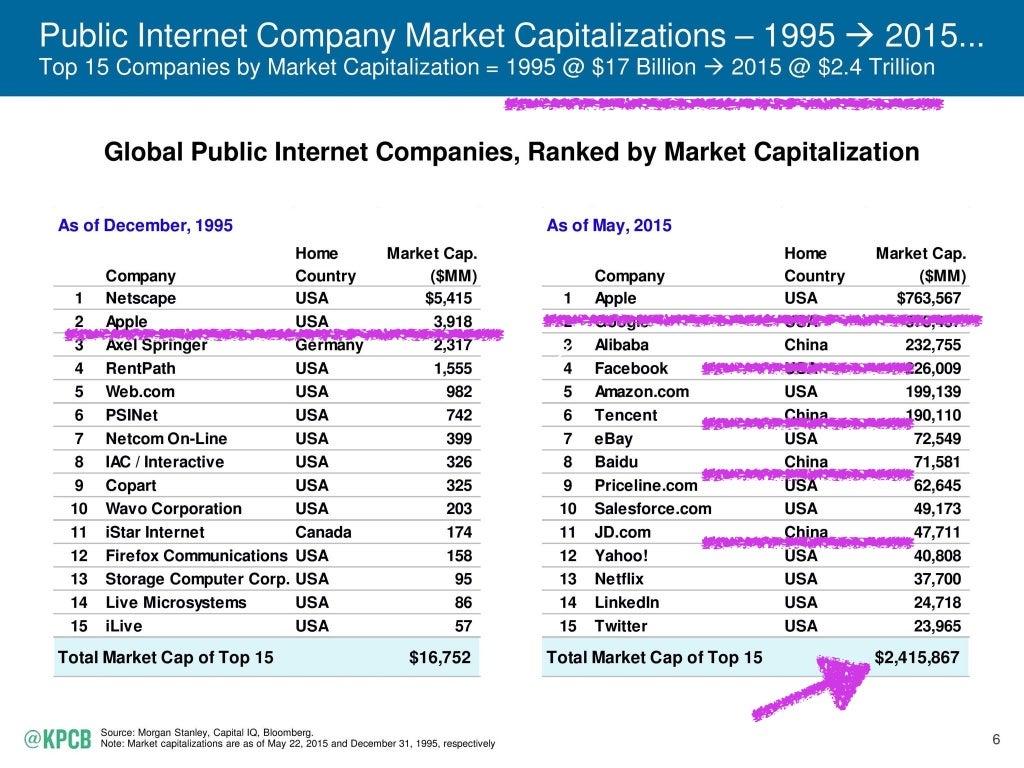 Public Internet Company Market Capitalizations – 1995 → 2015...
Top 15 Companies by Market Capitalization = 1995 @ $17 Billion → 2015 @ $2.4 Trillion
Global Public Internet Companies, Ranked by Market Capitalization
As of December, 1995
Company Home Country Market Cap. ($MM)
1 Netscape USA $5,415
2 Apple USA 3,918
3 Axel Springer Germany 2,317
4 RentPath USA 1,555
5 Web.com USA 982
6 PSINet USA 742
7 Netcom On-Line USA 399
8 IAC / Interactive USA 326
9 Copart USA 325
10 Wavo Corporation USA 203
11 iStar Internet Canada 174
12 Firefox Communications USA 158
13 Storage Computer Corp. USA 95
14 Live Microsystems USA 86
15 iLive USA 57
Total Market Cap of Top 15 $16,752
As of May, 2015
Company Home Country Market Cap. ($MM)
1 Apple USA $763,567
2 Google USA
3 Alibaba China 232,755
4 Facebook USA 226,009
5 Amazon.com USA 199,139
6 Tencent China 190,110
7 eBay USA 72,549
8 Baidu China 71,581
9 Priceline.com USA 62,645
10 Salesforce.com USA 49,173
11 JD.com China 47,711
12 Yahoo! USA 40,808
13 Netflix USA 37,700
14 LinkedIn USA 24,718
15 Twitter USA 23,965
Total Market Cap of Top 15 $2,415,867
@KPCB
Source: Morgan Stanley, Capital IQ, Bloomberg.
Note: Market capitalizations are as of May 22, 2015 and December 31, 1995, respectively
6